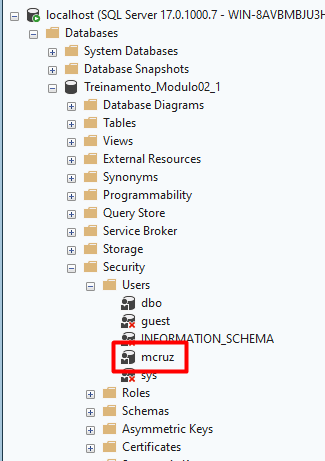 localhost (SQL Server 17.0.1000.7 - WIN-8AVBMBJU3H
Databases
System Databases
Database Snapshots
Treinamento_Modulo02_1
Database Diagrams
Tables
Views
External Resources
Synonyms
Programmability
Query Store
Service Broker
Storage
Security
Users
dbo
guest
INFORMATION_SCHEMA
mcruz
sys
Roles
Schemas
Asymmetric Keys
Certificates